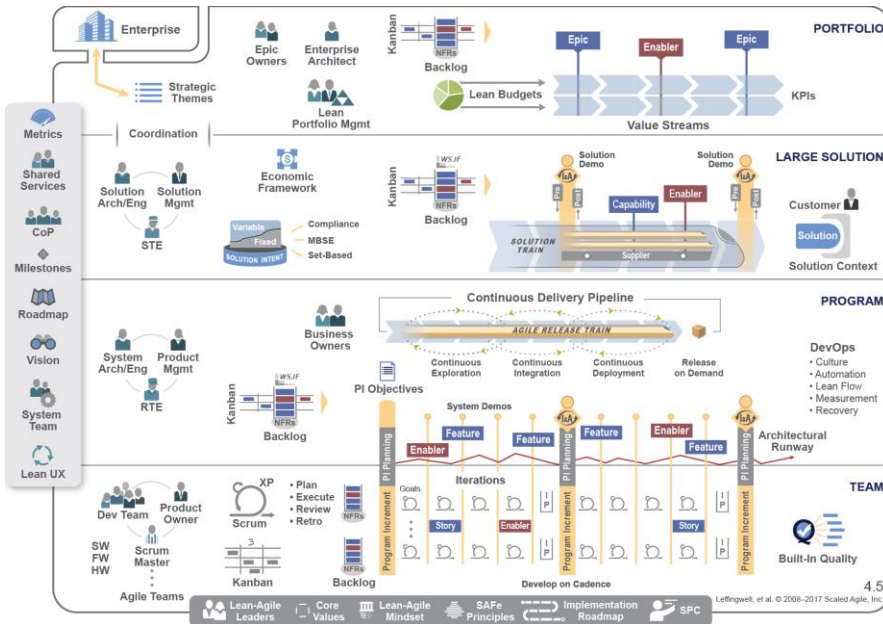 Enterprise
Strategic
Themes
Epic
Owners
Enterprise
Architect
Lean
Portfolio Mgmt
Kanban
NFRs
Backlog
Lean Budgets
Epic
Enabler
Epic
Value Streams
KPIs
PORTFOLIO
Metrics
Shared
Services
CoP
Milestones
Roadmap
Vision
System
Team
Lean UX
Coordination
Solution
Arch/Eng
Solution
Mgmt
STE
Economic
Framework
Variable
Fixed
SOLUTION INTENT
Compliance
MBSE
Set-Based
Kanban
WSJF
NFRs
Backlog
Solution
Demo
I&A
Pre
Post
Capability
Enabler
Solution
Demo
I&A
Pre
Post
SOLUTION
TRAIN
Supplier
LARGE SOLUTION
Customer
Solution
Solution Context
System
Arch/Eng
Product
Mgmt
RTE
Business
Owners
Kanban
WSJF
NFRs
Backlog
Continuous Delivery Pipeline
AGILE RELEASE TRAIN
Continuous
Exploration
Continuous
Integration
Continuous
Deployment
Release
on Demand
PROGRAM
DevOps
• Culture
• Automation
• Lean Flow
• Measurement
• Recovery
PI Objectives
System Demos
PI Planning
Enabler
Feature
Feature
I&A
PI Planning
Feature
Enabler
Feature
I&A
PI Planning
Architectural
Runway
Dev Team
Product
Owner
Scrum
Master
SW
FW
HW
Agile Teams
XP
Scrum
• Plan
• Execute
• Review
• Retro
3
Kanban
NFRs
NFRs
Backlog
Program Increment
Goals
Iterations
Story
Enabler
I
P
I
P
Program Increment
Story
I
P
I
P
Program Increment
Develop on Cadence
TEAM
Built-In Quality
4.5
Leffingwell, et al. © 2008–2017 Scaled Agile, Inc.
Lean-Agile
Leaders
Core
Values
Lean-Agile
Mindset
SAFe
Principles
Implementation
Roadmap
SPC